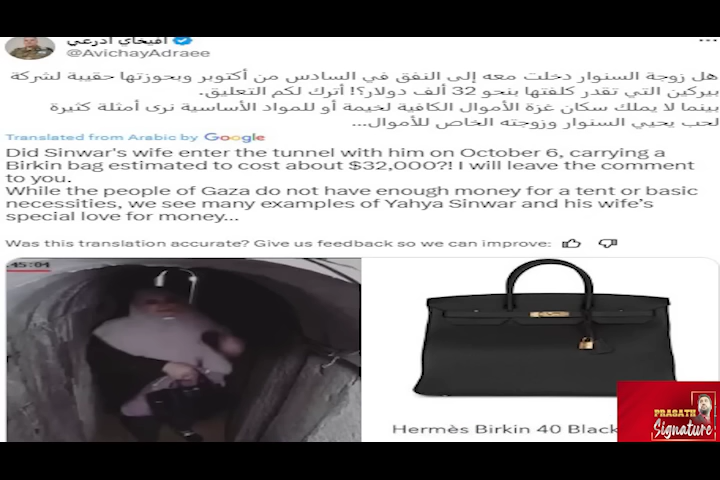 افيخاي ادرعي
@AvichayAdraee
هل زوجة السنوار دخلت معه إلى النفق في السادس من أكتوبر وبحوزتها حقيبة لشركة
بيركين التي تقدر كلفتها بنحو 32 ألف دولار؟! أترك لكم التعليق.
بينما لا يملك سكان غزة الأموال الكافية لخيمة أو للمواد الأساسية نرى أمثلة كثيرة
لحب يحيي السنوار وزوجته الخاص للأموال...
Translated from Arabic by Google
Did Sinwar's wife enter the tunnel with him on October 6, carrying a
Birkin bag estimated to cost about $32,000?! I will leave the comment
to you.
While the people of Gaza do not have enough money for a tent or basic
necessities, we see many examples of Yahya Sinwar and his wife's
special love for money...
Was this translation accurate? Give us feedback so we can improve:
:45:04
Hermès Birkin 40 Black
PRASATH
Signature